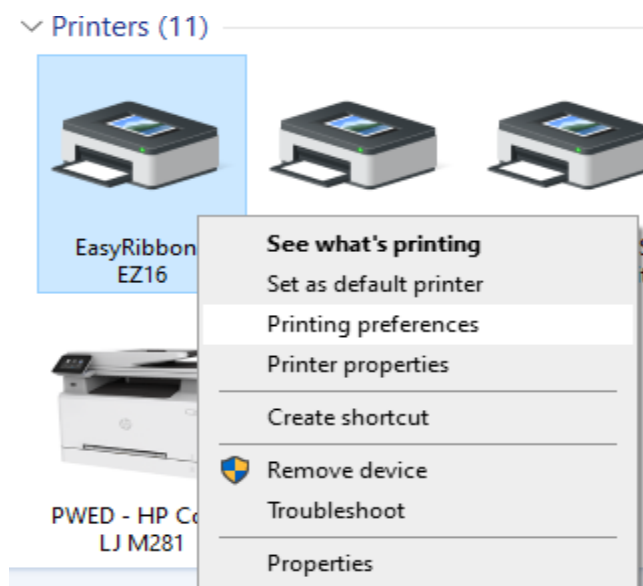 Printers (11)
EasyRibbon
EZ16
See what's printing
Set as default printer
Printing preferences
Printer properties
Create shortcut
Remove device
Troubleshoot
Properties
PWED - HP
LJ M281